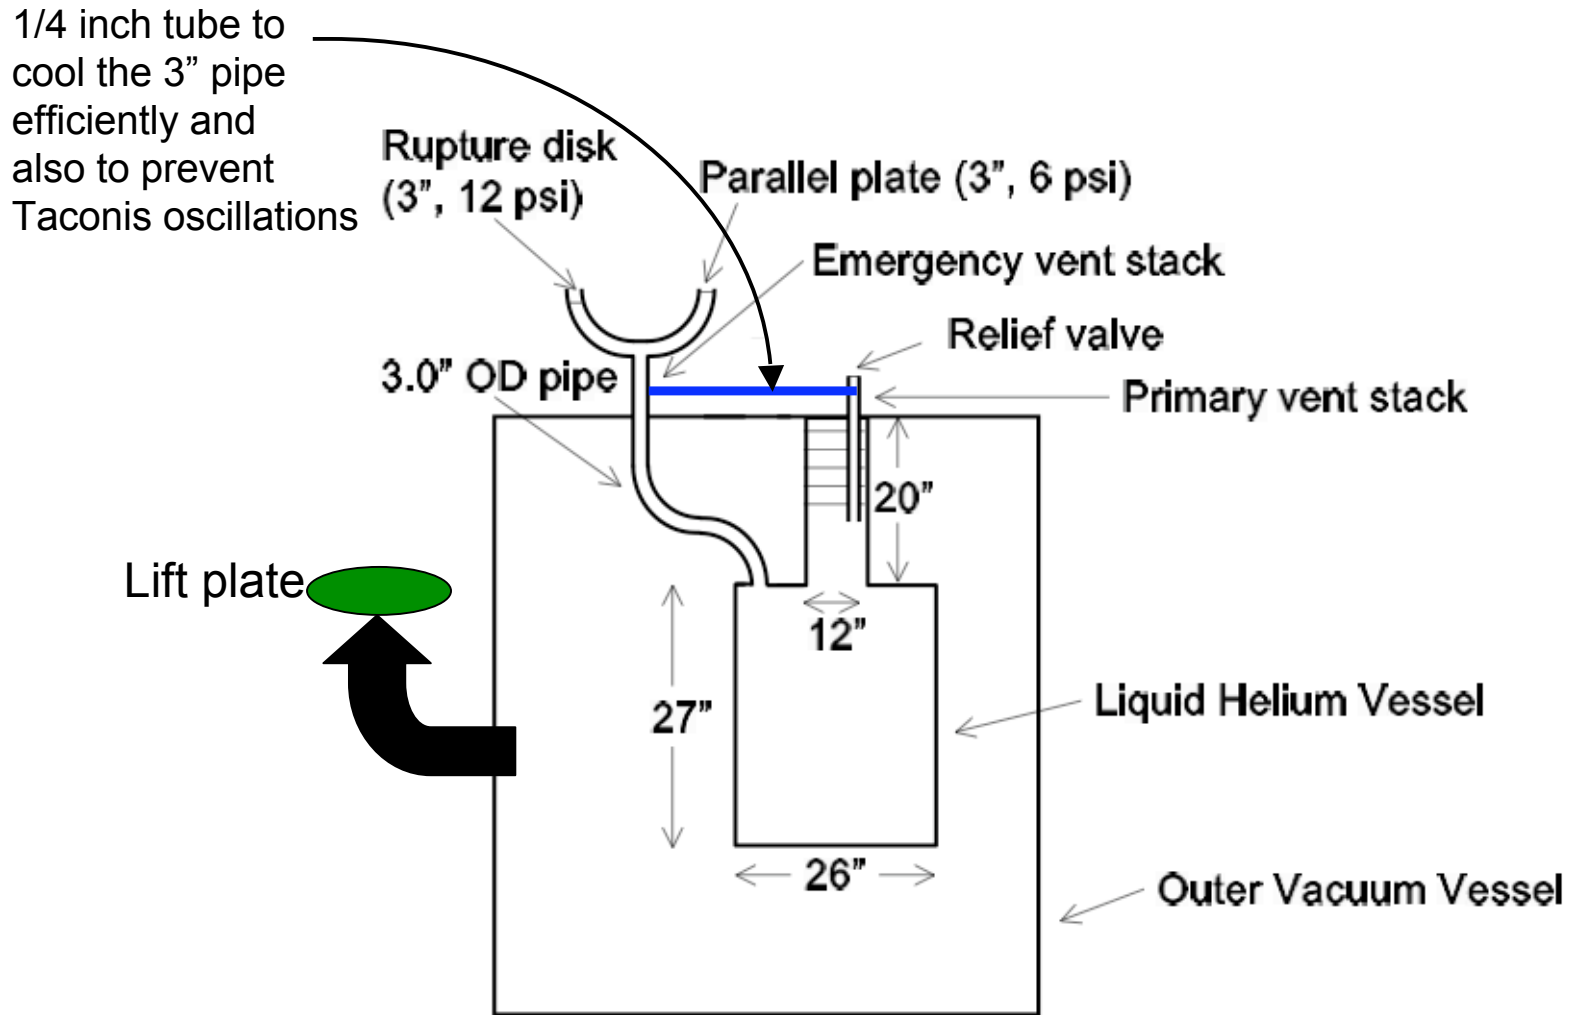 1/4 inch tube to
cool the 3” pipe
efficiently and
also to prevent
Taconis oscillations
Rupture disk
(3”, 12 psi)
Parallel plate (3”, 6 psi)
Emergency vent stack
Relief valve
3.0” OD pipe
Primary vent stack
20”
Lift plate
12”
27”
Liquid Helium Vessel
26”
Outer Vacuum Vessel